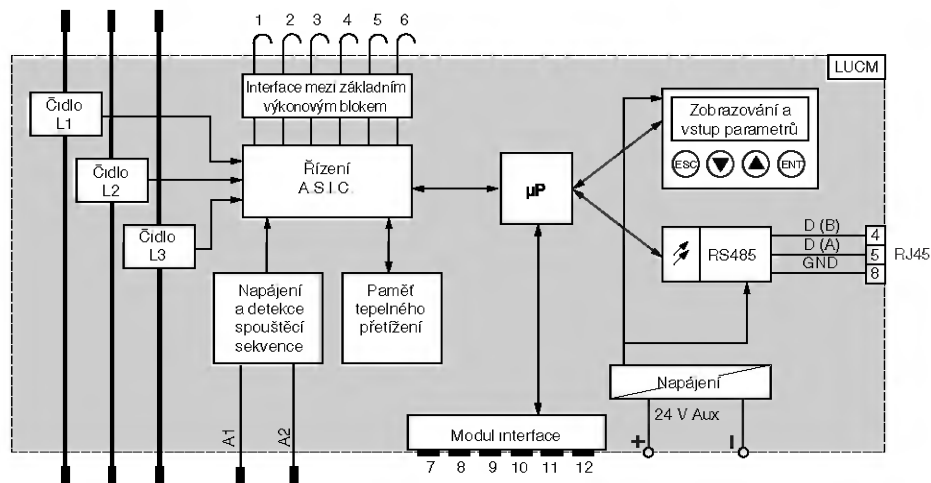 1 2 3 4 5 6
LUCM
Interface mezi základním
výkonovým blokem
Čidlo
L1
Čidlo
L2
Čidlo
L3
Řízení
A.S.I.C.
µP
Zobrazování a
vstup parametrů
ESC
ENT
RS485
D (B)
D (A)
GND
4
5
8
RJ45
Napájení
a detekce
spouštěcí
sekvence
Paměť
tepelného
přetížení
Napájení
24 V Aux
+
–
A1
A2
Modul interface
7 8 9 10 11 12